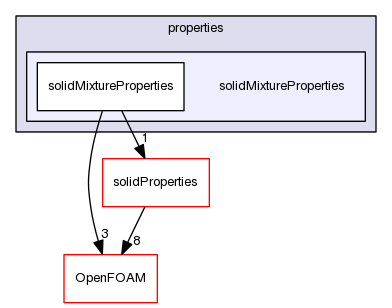 properties
solidMixtureProperties
solidMixtureProperties
1
solidProperties
3
8
OpenFOAM